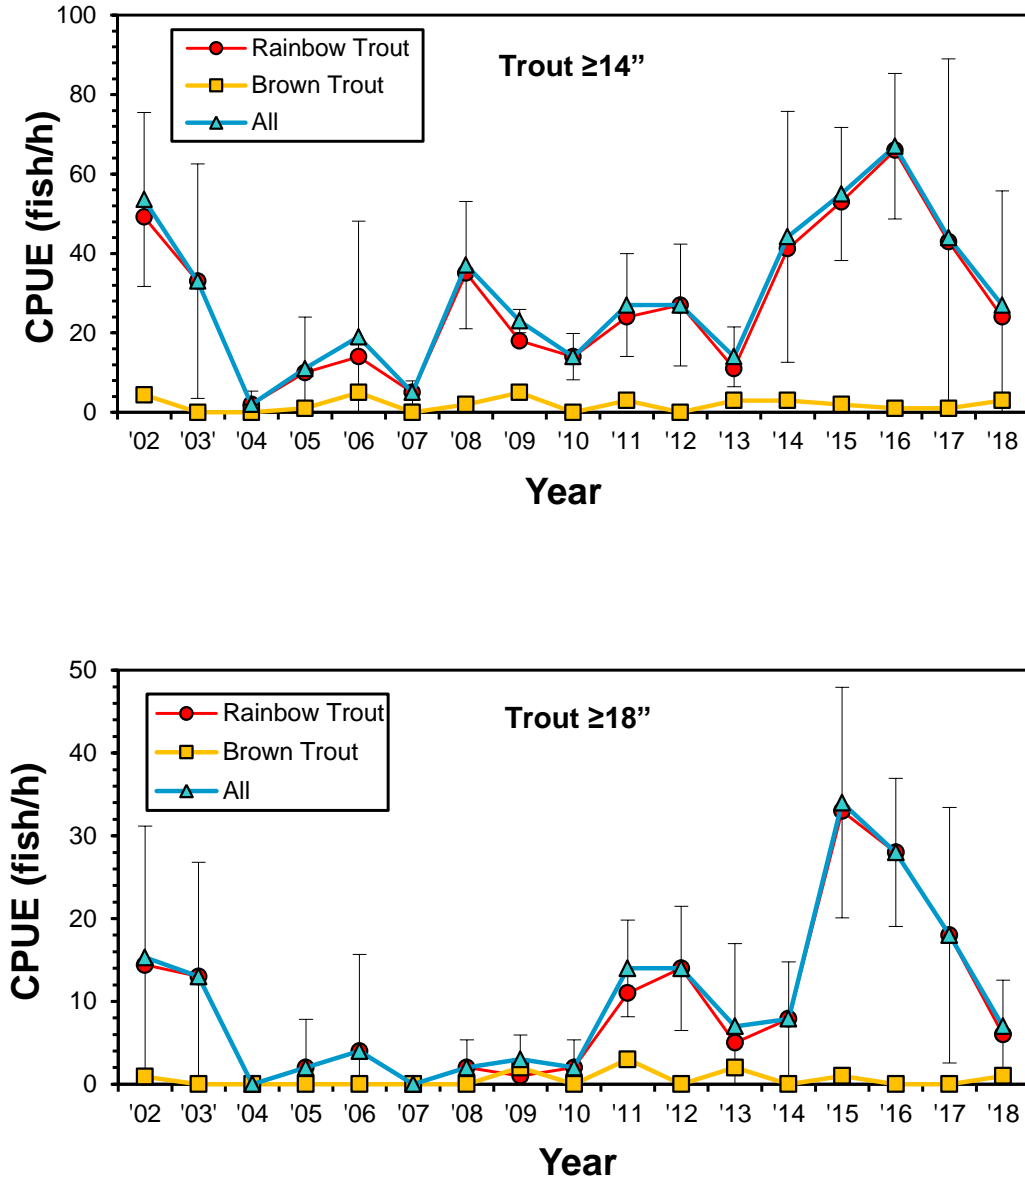 100
80
60
40
20
0
CPUE (fish/h)
Rainbow Trout
Brown Trout
All
Trout ≥14”
'02 '03' '04 '05 '06 '07 '08 '09 '10 '11 '12 '13 '14 '15 '16 '17 '18
Year
50
40
30
20
10
0
CPUE (fish/h)
Rainbow Trout
Brown Trout
All
Trout ≥18”
'02 '03' '04 '05 '06 '07 '08 '09 '10 '11 '12 '13 '14 '15 '16 '17 '18
Year